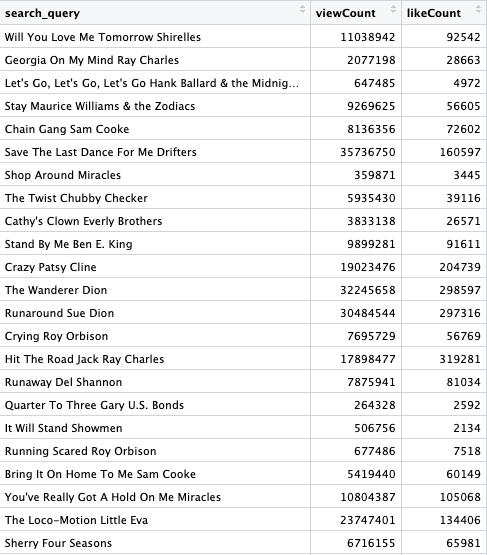 search_query viewCount likeCount
Will You Love Me Tomorrow Shirelles 11038942 92542
Georgia On My Mind Ray Charles 2077198 28663
Let's Go, Let's Go, Let's Go Hank Ballard & the Midnig... 647485 4972
Stay Maurice Williams & the Zodiacs 9269625 56605
Chain Gang Sam Cooke 8136356 72602
Save The Last Dance For Me Drifters 35736750 160597
Shop Around Miracles 359871 3445
The Twist Chubby Checker 5935430 39116
Cathy's Clown Everly Brothers 3833138 26571
Stand By Me Ben E. King 9899281 91611
Crazy Patsy Cline 19023476 204739
The Wanderer Dion 32245658 298597
Runaround Sue Dion 30484544 297316
Crying Roy Orbison 7695729 56769
Hit The Road Jack Ray Charles 17898477 319281
Runaway Del Shannon 7875941 81034
Quarter To Three Gary U.S. Bonds 264328 2592
It Will Stand Showmen 506756 2134
Running Scared Roy Orbison 677486 7518
Bring It On Home To Me Sam Cooke 5419440 60149
You've Really Got A Hold On Me Miracles 10804387 105068
The Loco-Motion Little Eva 23747401 134406
Sherry Four Seasons 6716155 65981